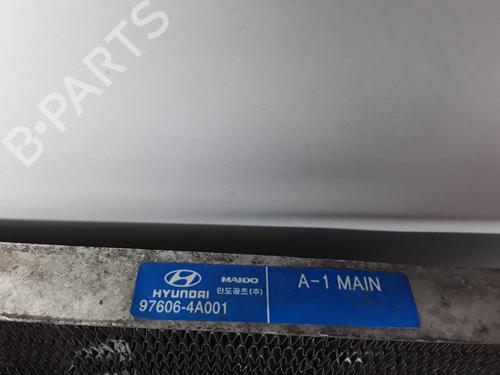 B-PARTS
HYUNDAI
MANDO
만도공조(주)
97606-4A001
A-1 MAIN